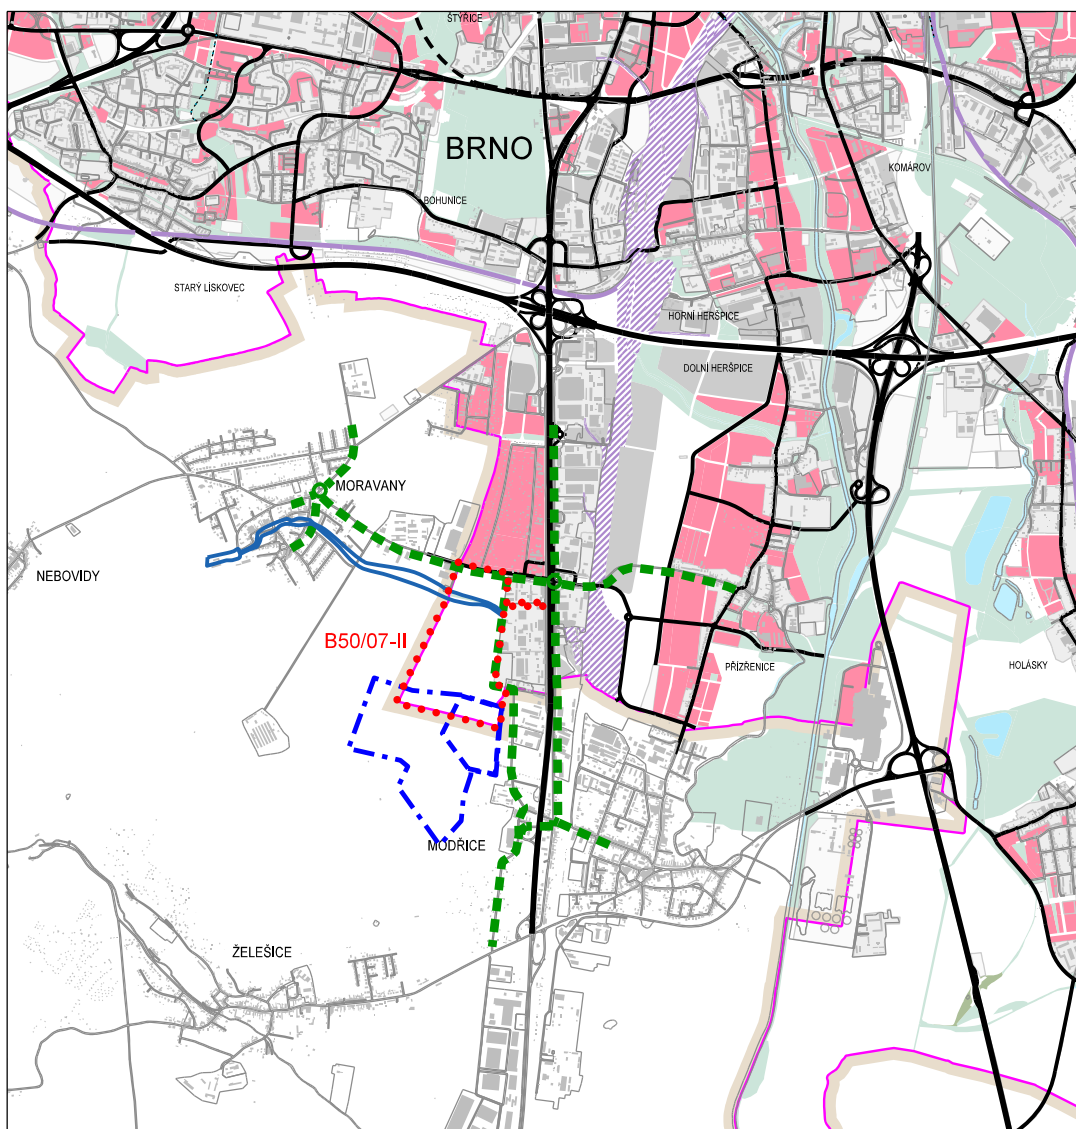 ŠTÝŘICE
BRNO
KOMÁROV
BOHUNICE
STARÝ LÍSKOVEC
HORNÍ HERŠPICE
DOLNÍ HERŠPICE
MORAVANY
NEBOVIDY
B50/07-II
PŘÍZŘENICE
HOLÁSKY
MODŘICE
ŽELEŠICE